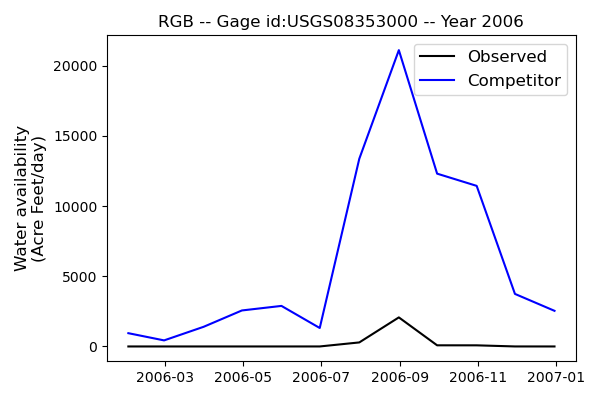 RGB -- Gage id:USGS08353000 -- Year 2006
Observed
Competitor
Water availability
(Acre Feet/day)
20000
15000
10000
5000
0
2006-03 2006-05 2006-07 2006-09 2006-11 2007-01